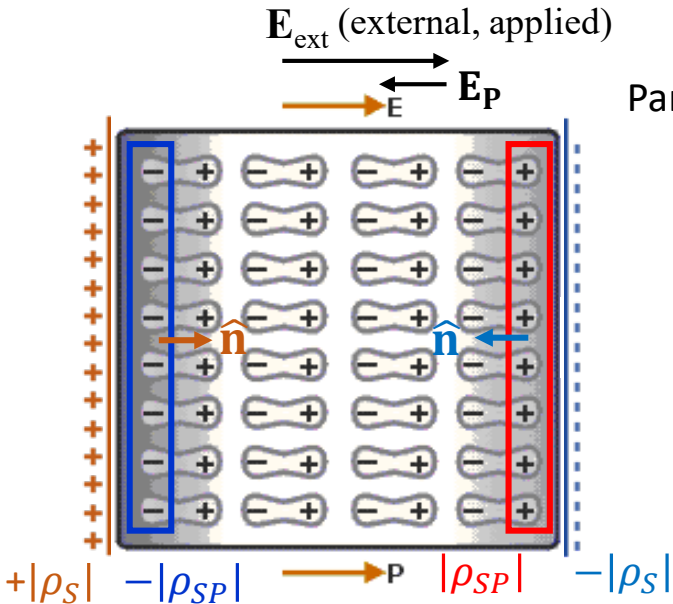 E_ext (external, applied)
E_P
E
Par
n̂ n̂
P
+|ρ_S| −|ρ_SP| |ρ_SP| −|ρ_S|